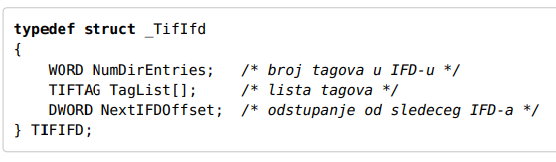 typedef struct _TifIfd
{
    WORD NumDirEntries;   /* broj tagova u IFD-u */
    TIFTAG TagList[];     /* lista tagova */
    DWORD NextIFDOffset;  /* odstupanje od sledeceg IFD-a */
} TIFIFD;